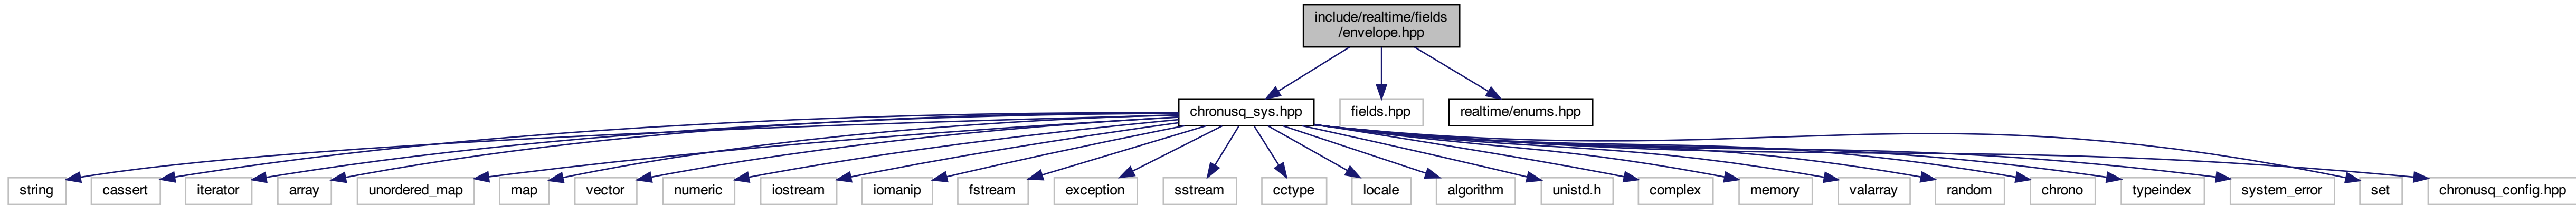 include/realtime/fields
/envelope.hpp
chronusq_sys.hpp
fields.hpp
realtime/enums.hpp
string
cassert
iterator
array
unordered_map
map
vector
numeric
iostream
iomanip
fstream
exception
sstream
cctype
locale
algorithm
unistd.h
complex
memory
valarray
random
chrono
typeindex
system_error
set
chronusq_config.hpp